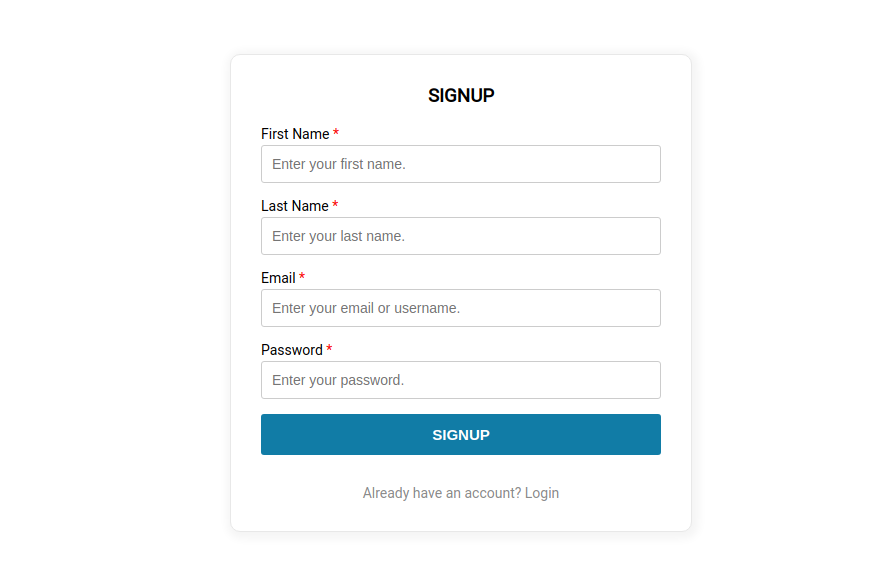 SIGNUP
First Name *
Enter your first name.
Last Name *
Enter your last name.
Email *
Enter your email or username.
Password *
Enter your password.
SIGNUP
Already have an account? Login